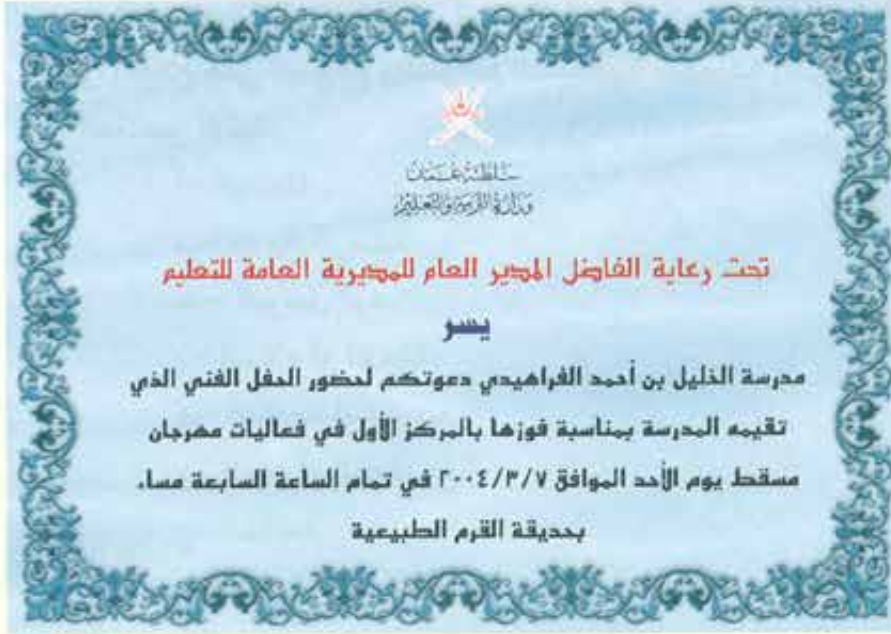 سلطنة عمان
وزارة التربية والتعليم
تحت رعاية الفاضل المدير العام للمديرية العامة للتعليم
يسر
مدرسة الخليل بن أحمد الفراهيدي دعوتكم لحضور الحفل الفني الذي
تقيمه المدرسة بمناسبة فوزها بالمركز الأول في فعاليات مهرجان
مسقط يوم الأحد الموافق ٢٠٠٤/٣/٧ في تمام الساعة السابعة مساء.
بحديقة القرم الطبيعية